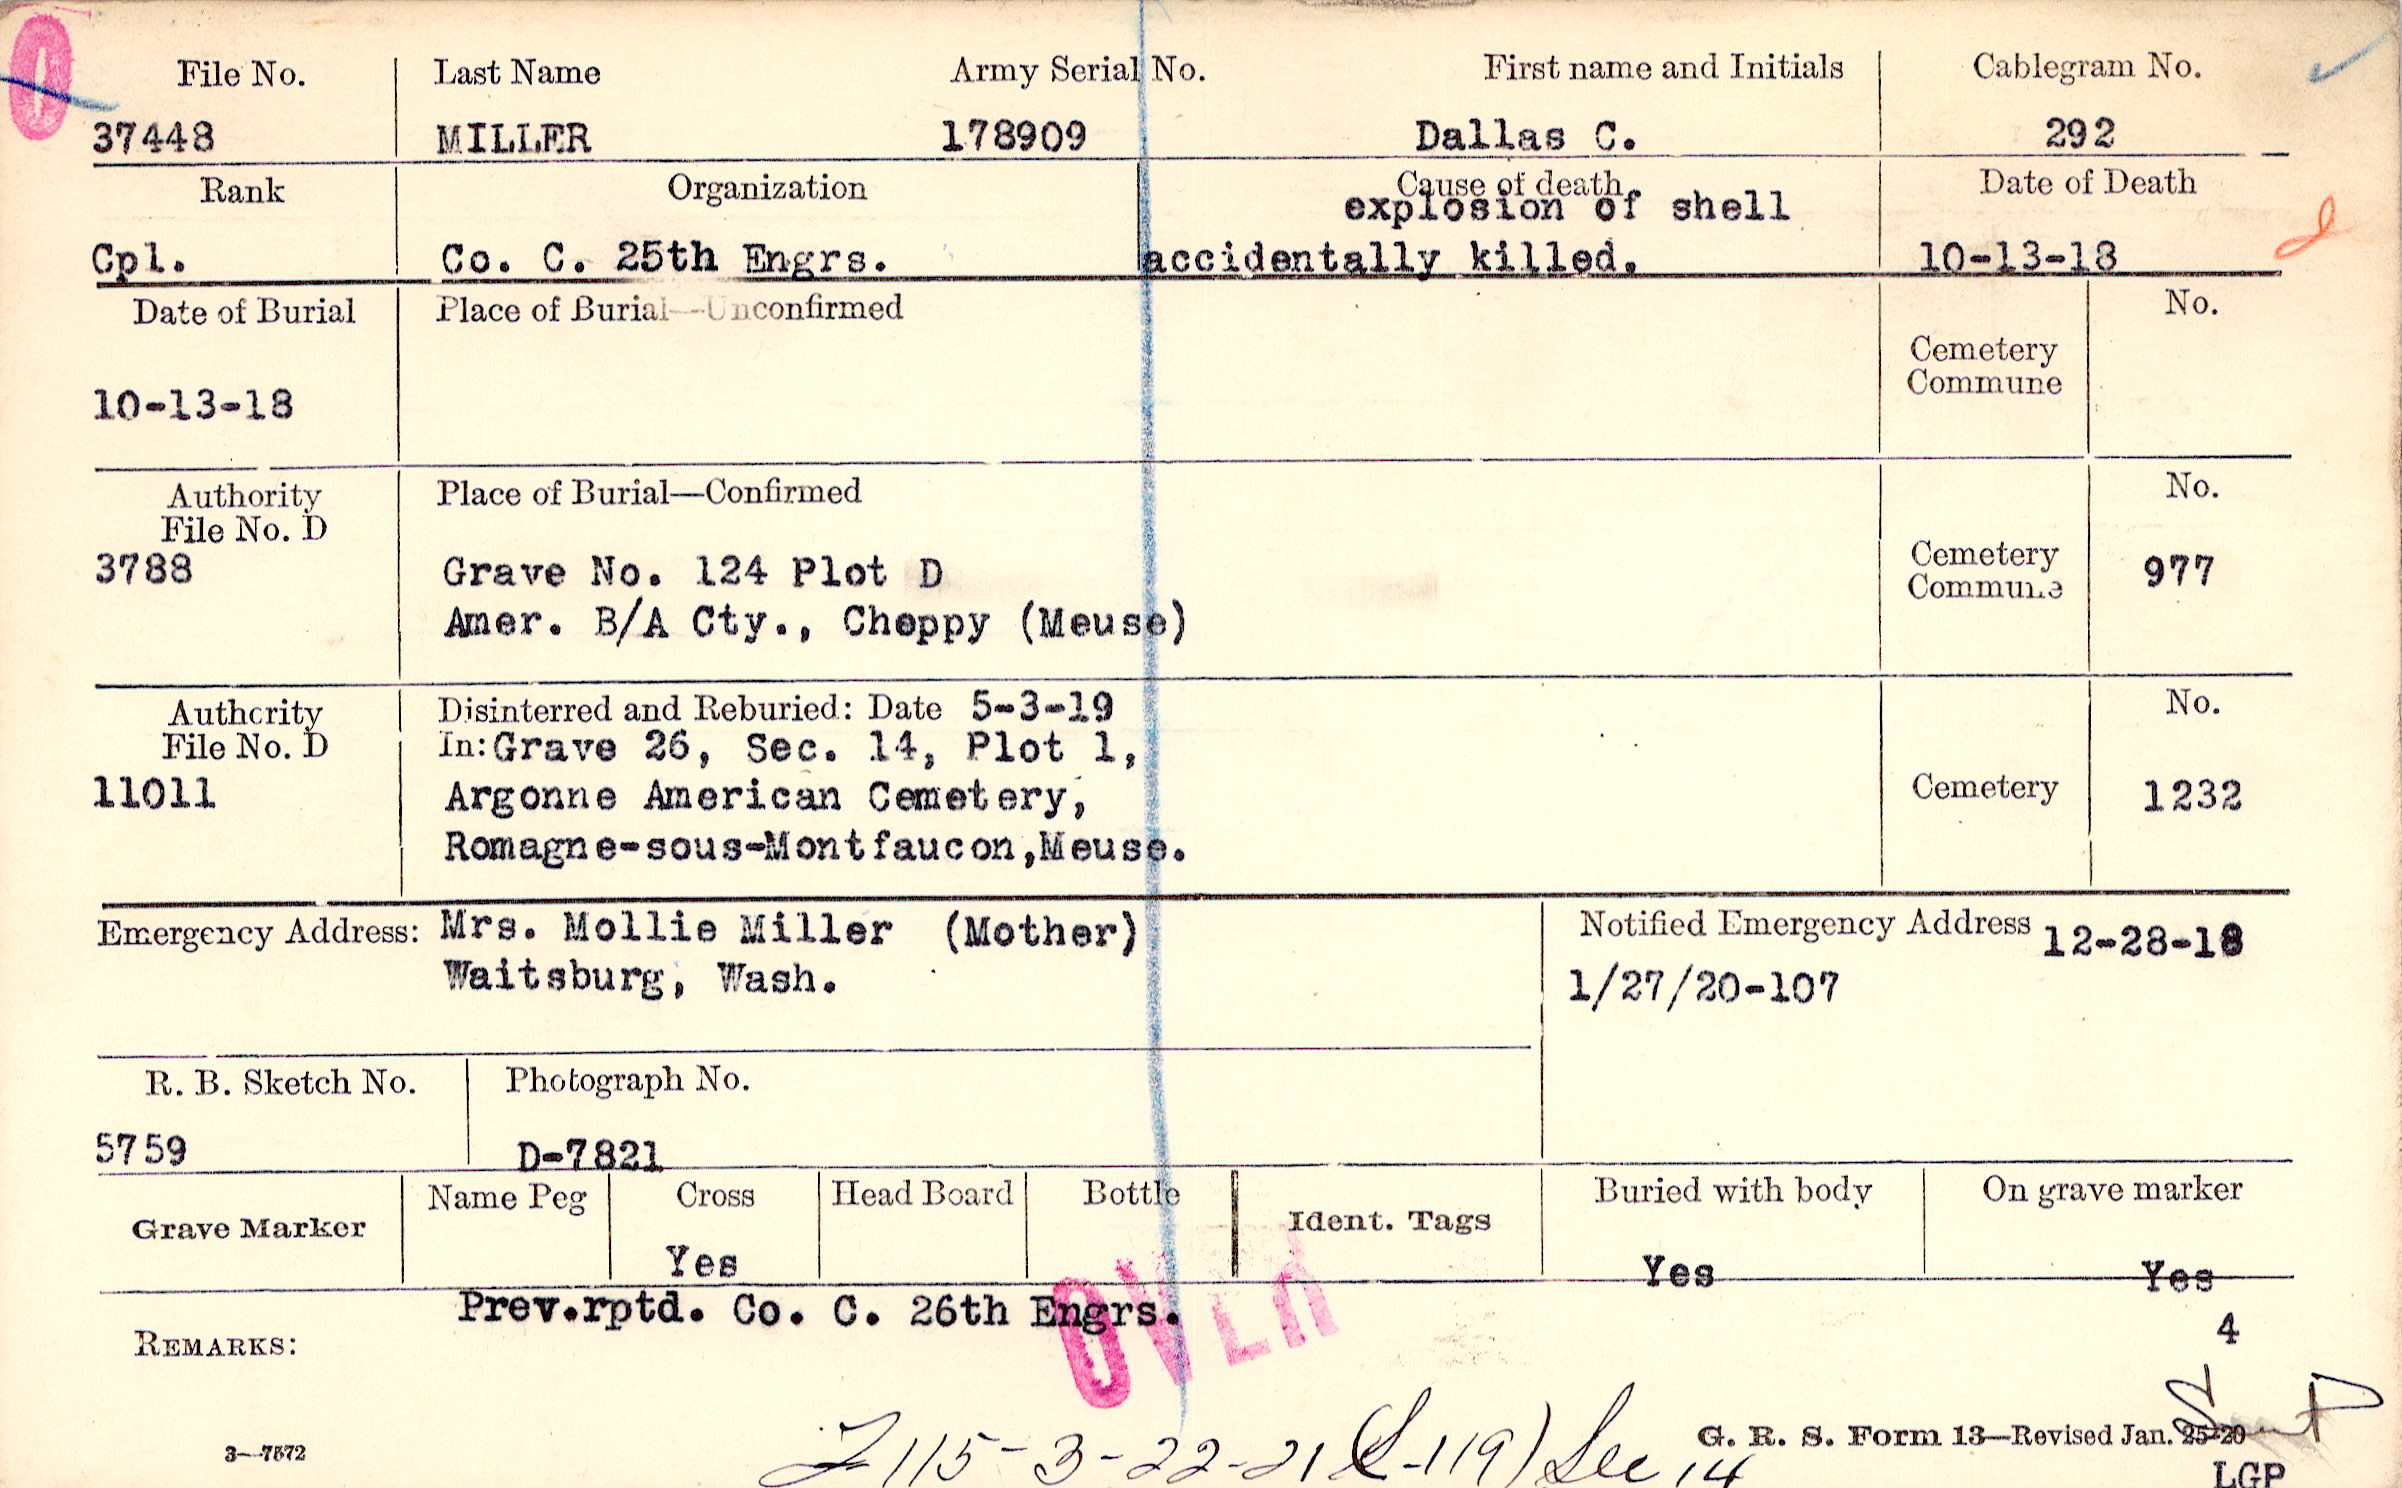 File No. Last Name Army Serial No. First name and Initials Cablegram No.
37448 MILLER 178909 Dallas C. 292
Rank Organization Cause of death Date of Death
explosion of shell
Cpl. Co. C. 25th Engrs. accidentally killed. 10-13-18
Date of Burial Place of Burial—Unconfirmed No.
Cemetery
Commune
10-13-18
Authority Place of Burial—Confirmed No.
File No. D
3788 Grave No. 124 Plot D Cemetery 977
Commune
Amer. B/A Cty., Cheppy (Meuse)
Authority Disinterred and Reburied: Date 5-3-19 No.
File No. D In: Grave 26, Sec. 14, Plot 1,
11011 Argonne American Cemetery, Cemetery 1232
Romagne-sous-Montfaucon,Meuse.
Emergency Address: Mrs. Mollie Miller (Mother) Notified Emergency Address 12-28-18
Waitsburg, Wash. 1/27/20-107
R. B. Sketch No. Photograph No.
5759 D-7821
Grave Marker Name Peg Cross Head Board Bottle Ident. Tags Buried with body On grave marker
Yes Yes Yes
Prev.rptd. Co. C. 26th Engrs.
OVER
4
REMARKS:
115-3-22-21 (L-119) Sec 14
3—7572 G. R. S. Form 13—Revised Jan. 25-20
LGP